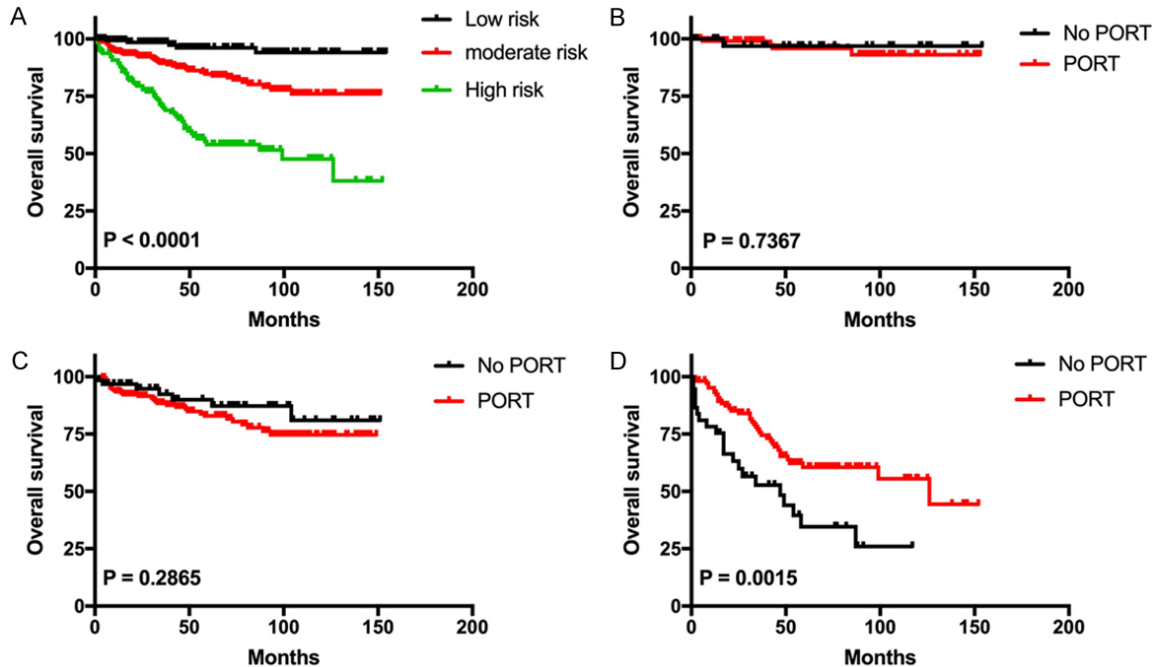 A
Overall survival
100
75
50
25
0
0 50 100 150 200
Months
Low risk
moderate risk
High risk
P < 0.0001
B
Overall survival
100
75
50
25
0
0 50 100 150 200
Months
No PORT
PORT
P = 0.7367
C
Overall survival
100
75
50
25
0
0 50 100 150 200
Months
No PORT
PORT
P = 0.2865
D
Overall survival
100
75
50
25
0
0 50 100 150 200
Months
No PORT
PORT
P = 0.0015